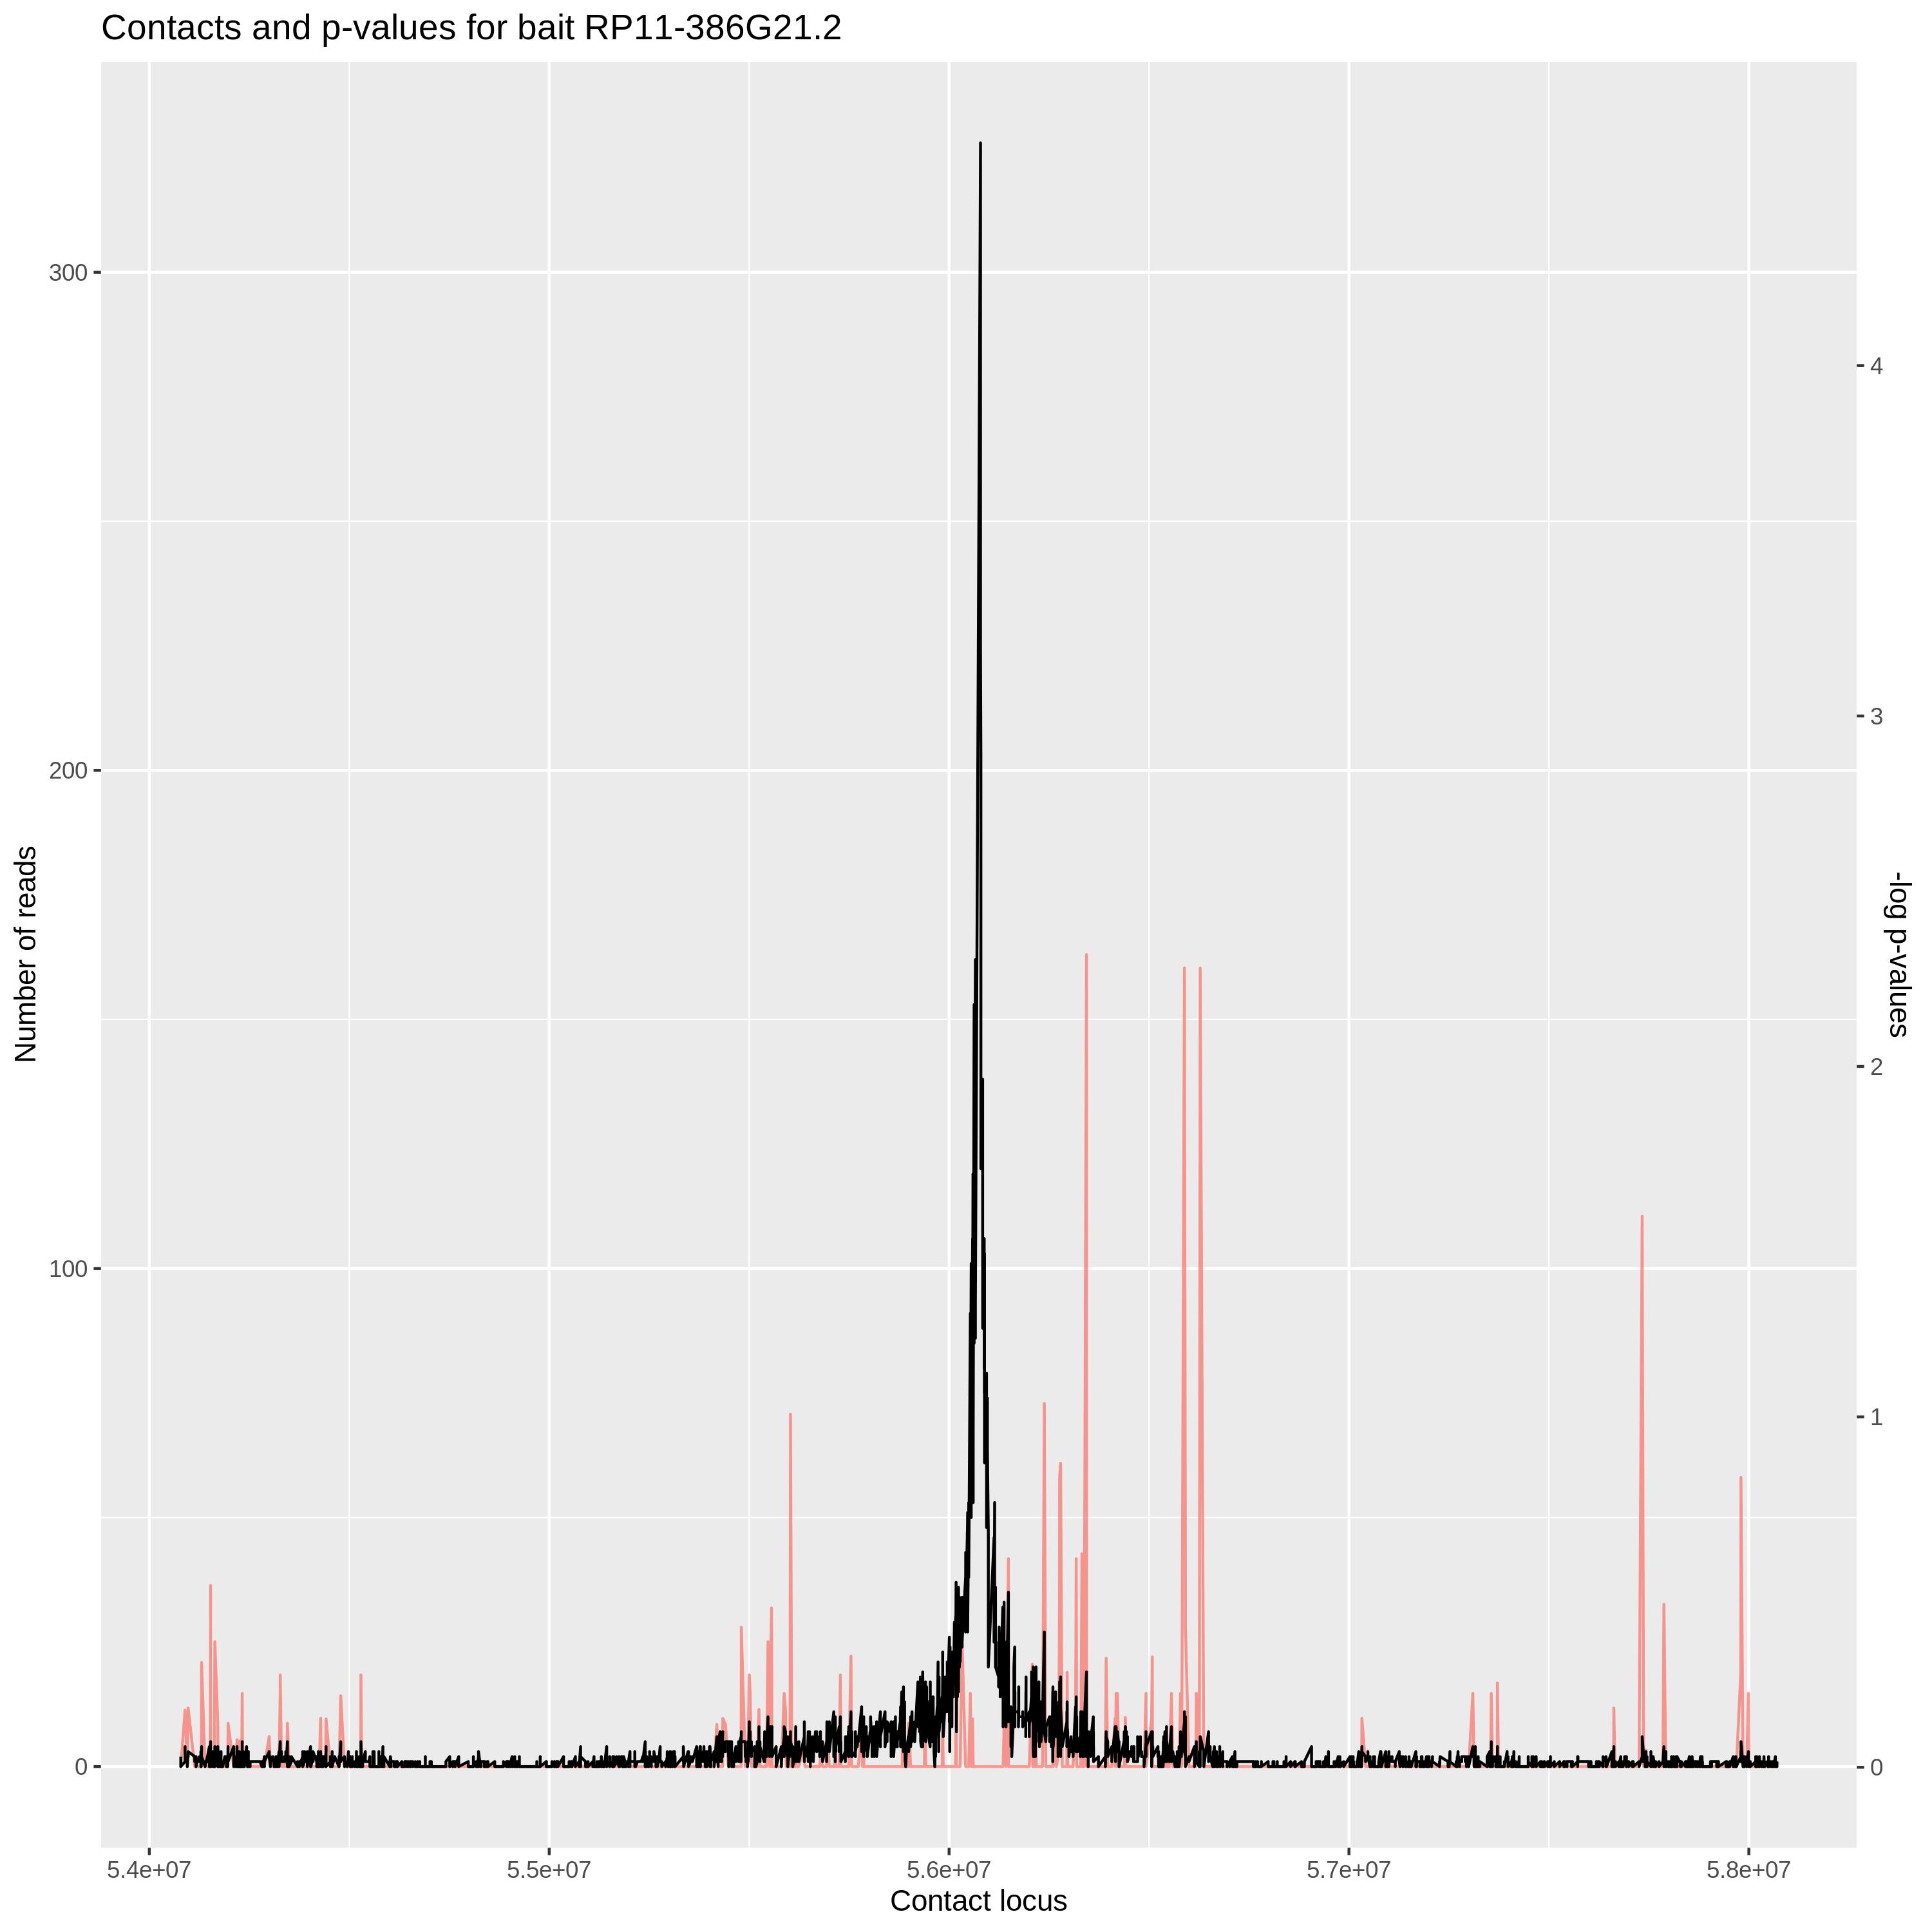 Contacts and p-values for bait RP11-386G21.2
Number of reads
300
200
100
0
-log p-values
4
3
2
1
0
5.4e+07 5.5e+07 5.6e+07 5.7e+07 5.8e+07
Contact locus